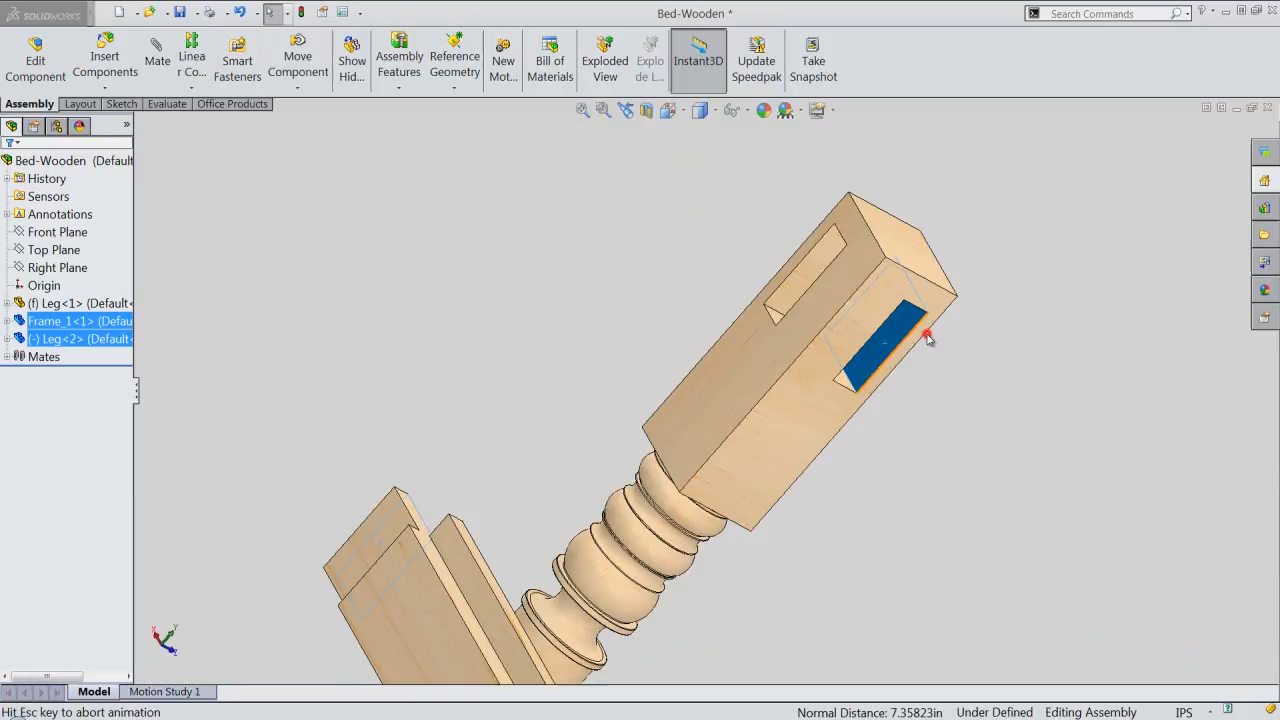 SOLIDWORKS
Bed-Wooden *
Search Commands
Edit
Component
Insert
Components
Mate
Linea
r Co...
Smart
Fasteners
Move
Component
Show
Hid...
Assembly
Features
Reference
Geometry
New
Mot...
Bill of
Materials
Exploded
View
Explo
de L...
Instant3D
Update
Speedpak
Take
Snapshot
Assembly
Layout
Sketch
Evaluate
Office Products
Bed-Wooden (Default
History
Sensors
Annotations
Front Plane
Top Plane
Right Plane
Origin
(f) Leg<1> (Default
Frame_1<1> (Defau
(-) Leg<2> (Default
Mates
Y
X
Z
Model
Motion Study 1
Hit Esc key to abort animation
Normal Distance: 7.35823in
Under Defined
Editing Assembly
IPS